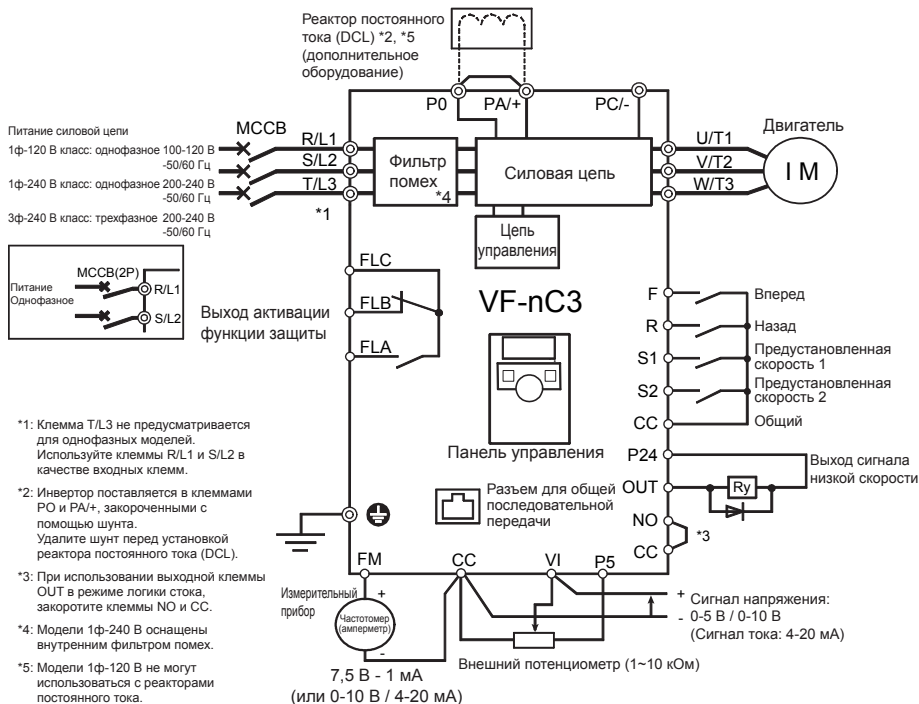 Реактор постоянного
тока (DCL) *2, *5
(дополнительное
оборудование)
P0
PA/+
PC/-
Питание силовой цепи
1ф-120 В класс: однофазное 100-120 В
-50/60 Гц
1ф-240 В класс: однофазное 200-240 В
-50/60 Гц
3ф-240 В класс: трехфазное 200-240 В
-50/60 Гц
MCCB
R/L1
S/L2
T/L3
*1
Фильтр
помех
*4
Силовая цепь
Цепь
управления
U/T1
V/T2
W/T3
Двигатель
I M
MCCB(2P)
Питание
Однофазное
R/L1
S/L2
Выход активации
функции защиты
FLC
FLB
FLA
VF-nC3
Панель управления
Разъем для общей
последовательной
передачи
F
Вперед
R
Назад
S1
Предустановленная
скорость 1
S2
Предустановленная
скорость 2
CC
Общий
P24
OUT
Ry
Выход сигнала
низкой скорости
NO
CC
*3
*1: Клемма T/L3 не предусматривается
для однофазных моделей.
Используйте клеммы R/L1 и S/L2 в
качестве входных клемм.
*2: Инвертор поставляется в клеммами
PO и PA/+, закороченными с
помощью шунта.
Удалите шунт перед установкой
реактора постоянного тока (DCL).
*3: При использовании выходной клеммы
OUT в режиме логики стока,
закоротите клеммы NO и CC.
*4: Модели 1ф-240 В оснащены
внутренним фильтром помех.
*5: Модели 1ф-120 В не могут
использоваться с реакторами
постоянного тока.
FM
CC
VI
P5
Измерительный
прибор
+
Частотомер
(амперметр)
-
7,5 В - 1 мА
(или 0-10 В / 4-20 мА)
Внешний потенциометр (1~10 кОм)
+ Сигнал напряжения:
- 0-5 В / 0-10 В
(Сигнал тока: 4-20 мА)